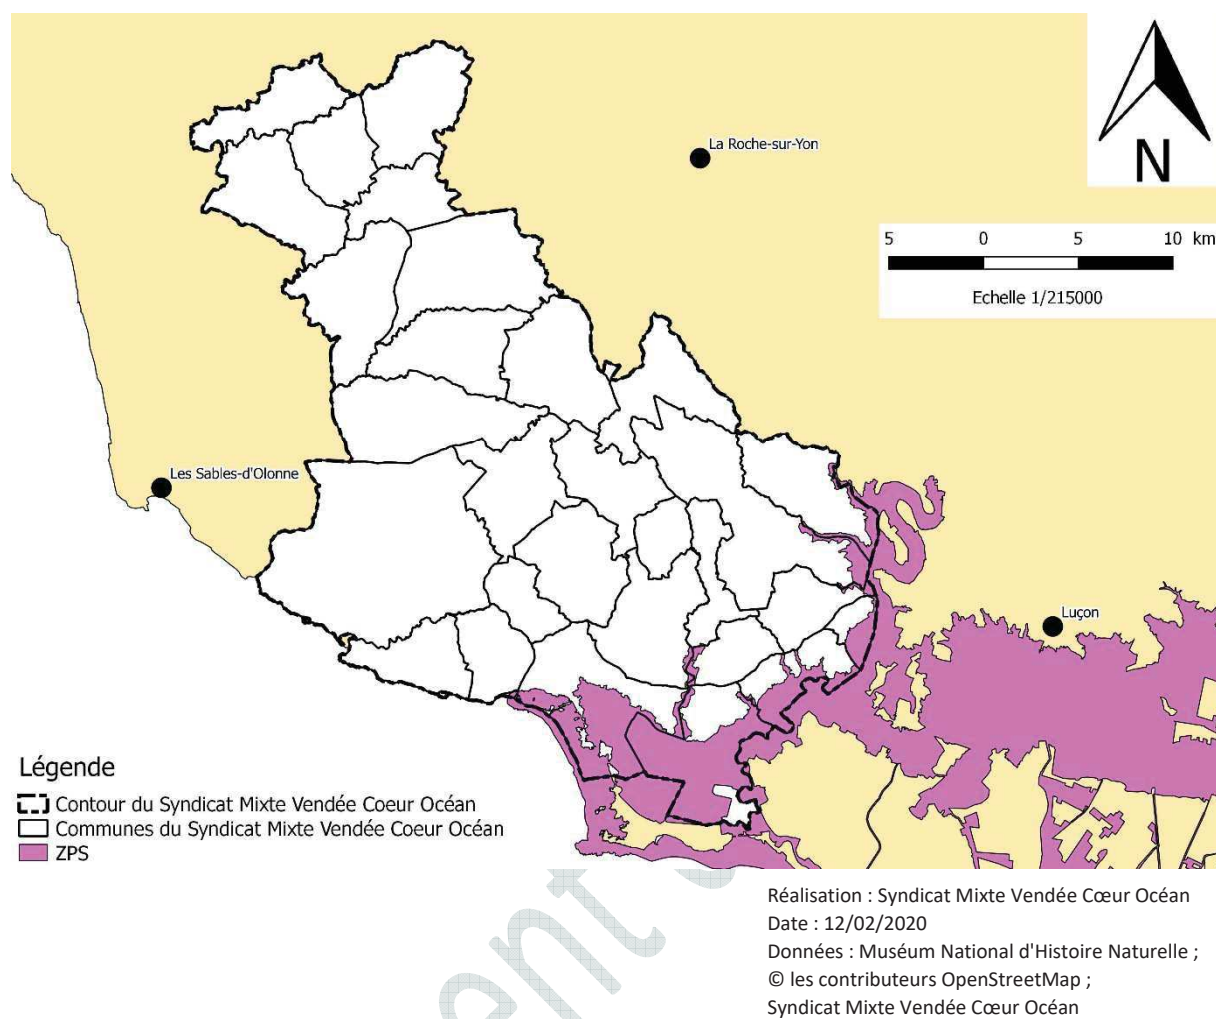 La Roche-sur-Yon
N
5 0 5 10 km
Echelle 1/215000
Les Sables-d'Olonne
Luçon
Légende
Contour du Syndicat Mixte Vendée Coeur Océan
Communes du Syndicat Mixte Vendée Coeur Océan
ZPS
Réalisation : Syndicat Mixte Vendée Cœur Océan
Date : 12/02/2020
Données : Muséum National d'Histoire Naturelle ;
© les contributeurs OpenStreetMap ;
Syndicat Mixte Vendée Cœur Océan